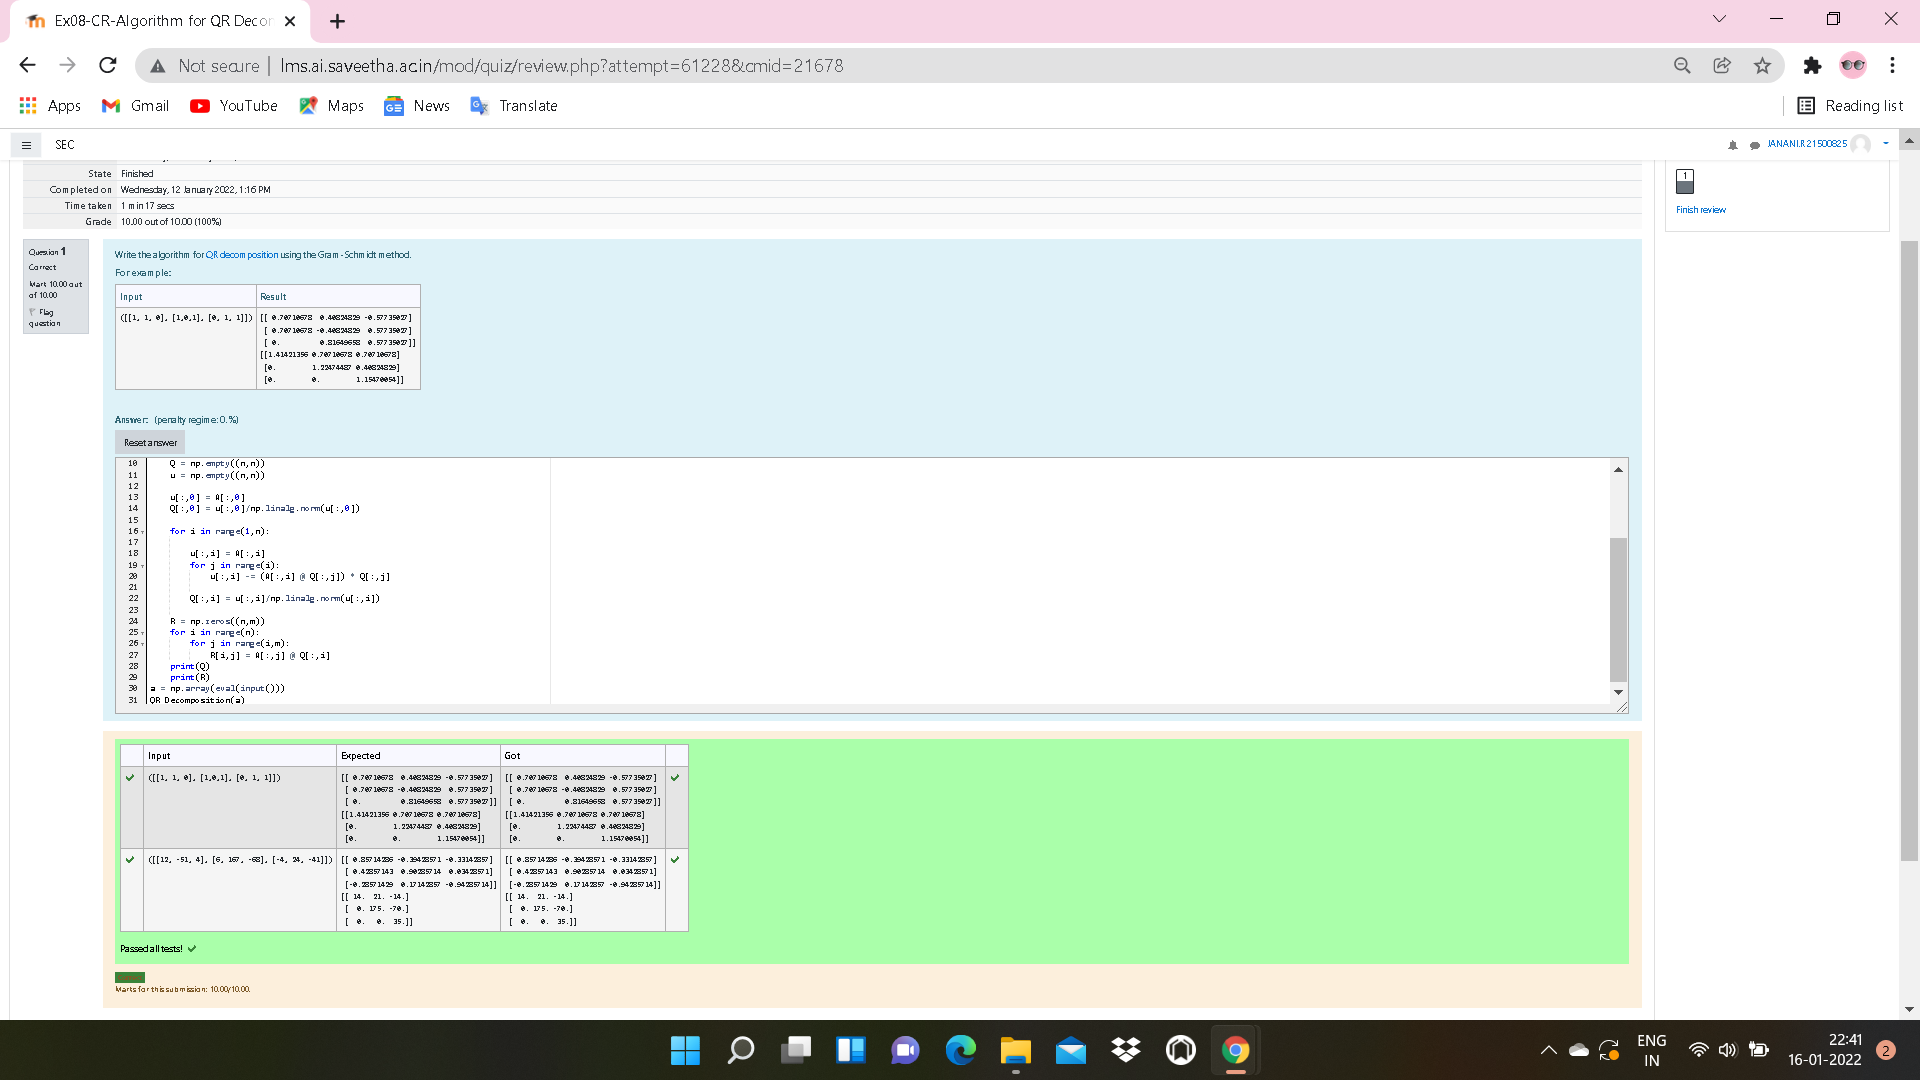 Ex08-CR-Algorithm for QR Decor
Not secure | lms.ai.saveetha.ac.in/mod/quiz/review.php?attempt=61228&cmid=21678
Apps Gmail YouTube Maps News Translate Reading list
SEC JANANI.R 21500825
State Finished
Completed on Wednesday, 12 January 2022, 1:16 PM
Time taken 1 min 17 secs
Grade 10.00 out of 10.00 (100%)
1
Finish review
Question 1
Correct
Mark 10.00 out of 10.00
Flag question
Write the algorithm for QR decomposition using the Gram-Schmidt method.
For example:
Input Result
([[1, 1, 0], [1,0,1], [0, 1, 1]]) [[ 0.70710678 0.40824829 -0.57735027]
[ 0.70710678 -0.40824829 0.57735027]
[ 0. 0.81649658 0.57735027]]
[[1.41421356 0.70710678 0.70710678]
[0. 1.22474487 0.40824829]
[0. 0. 1.15470054]]
Answer: (penalty regime: 0 %)
Reset answer
10 Q = np.empty((n,n))
11 u = np.empty((n,n))
12
13 u[:,0] = A[:,0]
14 Q[:,0] = u[:,0]/np.linalg.norm(u[:,0])
15
16 for i in range(1,n):
17
18 u[:,i] = A[:,i]
19 for j in range(i):
20 u[:,i] -= (A[:,i] @ Q[:,j]) * Q[:,j]
21
22 Q[:,i] = u[:,i]/np.linalg.norm(u[:,i])
23
24 R = np.zeros((n,m))
25 for i in range(n):
26 for j in range(i,m):
27 R[i,j] = A[:,j] @ Q[:,i]
28 print(Q)
29 print(R)
30 a = np.array(eval(input()))
31 QR_Decomposition(a)
Input Expected Got
([[1, 1, 0], [1,0,1], [0, 1, 1]]) [[ 0.70710678 0.40824829 -0.57735027] [[ 0.70710678 0.40824829 -0.57735027]
[ 0.70710678 -0.40824829 0.57735027] [ 0.70710678 -0.40824829 0.57735027]
[ 0. 0.81649658 0.57735027]] [ 0. 0.81649658 0.57735027]]
[[1.41421356 0.70710678 0.70710678] [[1.41421356 0.70710678 0.70710678]
[0. 1.22474487 0.40824829] [0. 1.22474487 0.40824829]
[0. 0. 1.15470054]] [0. 0. 1.15470054]]
([[12, -51, 4], [6, 167, -68], [-4, 24, -41]]) [[ 0.85714286 -0.39428571 -0.33142857] [[ 0.85714286 -0.39428571 -0.33142857]
[ 0.42857143 0.90285714 0.03428571] [ 0.42857143 0.90285714 0.03428571]
[-0.28571429 0.17142857 -0.94285714]] [-0.28571429 0.17142857 -0.94285714]]
[[ 14. 21. -14.] [[ 14. 21. -14.]
[ 0. 175. -70.] [ 0. 175. -70.]
[ 0. 0. 35.]] [ 0. 0. 35.]]
Passed all tests!
Marks for this submission: 10.00/10.00.
ENG
IN
22:41
16-01-2022
2